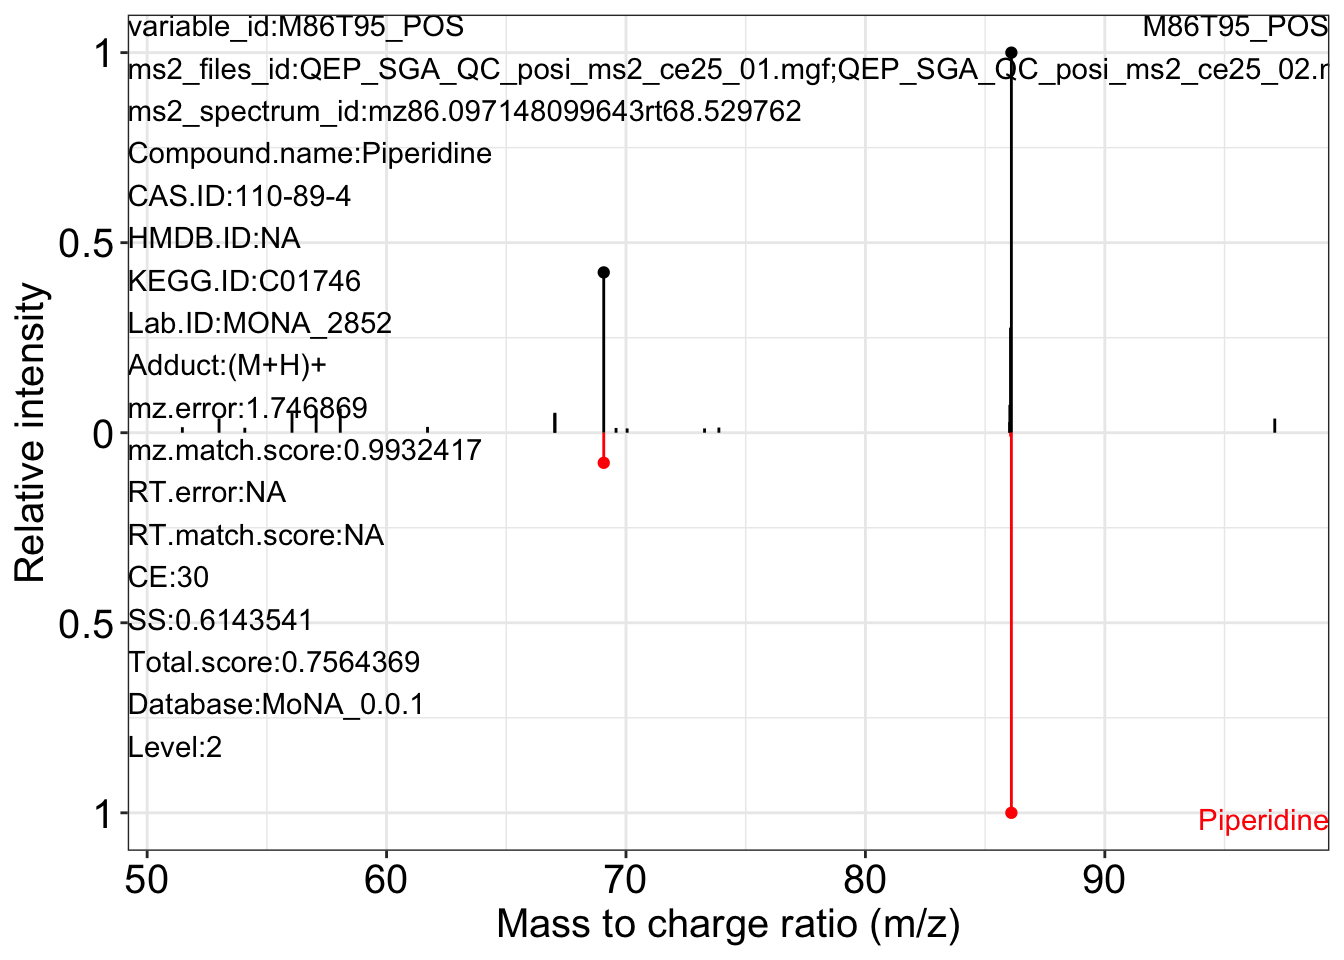 variable_id:M86T95_POS
M86T95_POS
1
ms2_files_id:QEP_SGA_QC_posi_ms2_ce25_01.mgf;QEP_SGA_QC_posi_ms2_ce25_02.r
ms2_spectrum_id:mz86.097148099643rt68.529762
Compound.name:Piperidine
CAS.ID:110-89-4
0.5
HMDB.ID:NA
KEGG.ID:C01746
Lab.ID:MONA_2852
Adduct:(M+H)+
mz.error:1.746869
0
mz.match.score:0.9932417
RT.error:NA
RT.match.score:NA
CE:30
0.5
SS:0.6143541
Total.score:0.7564369
Database:MoNA_0.0.1
Level:2
1
Piperidine
Relative intensity
50 60 70 80 90
Mass to charge ratio (m/z)